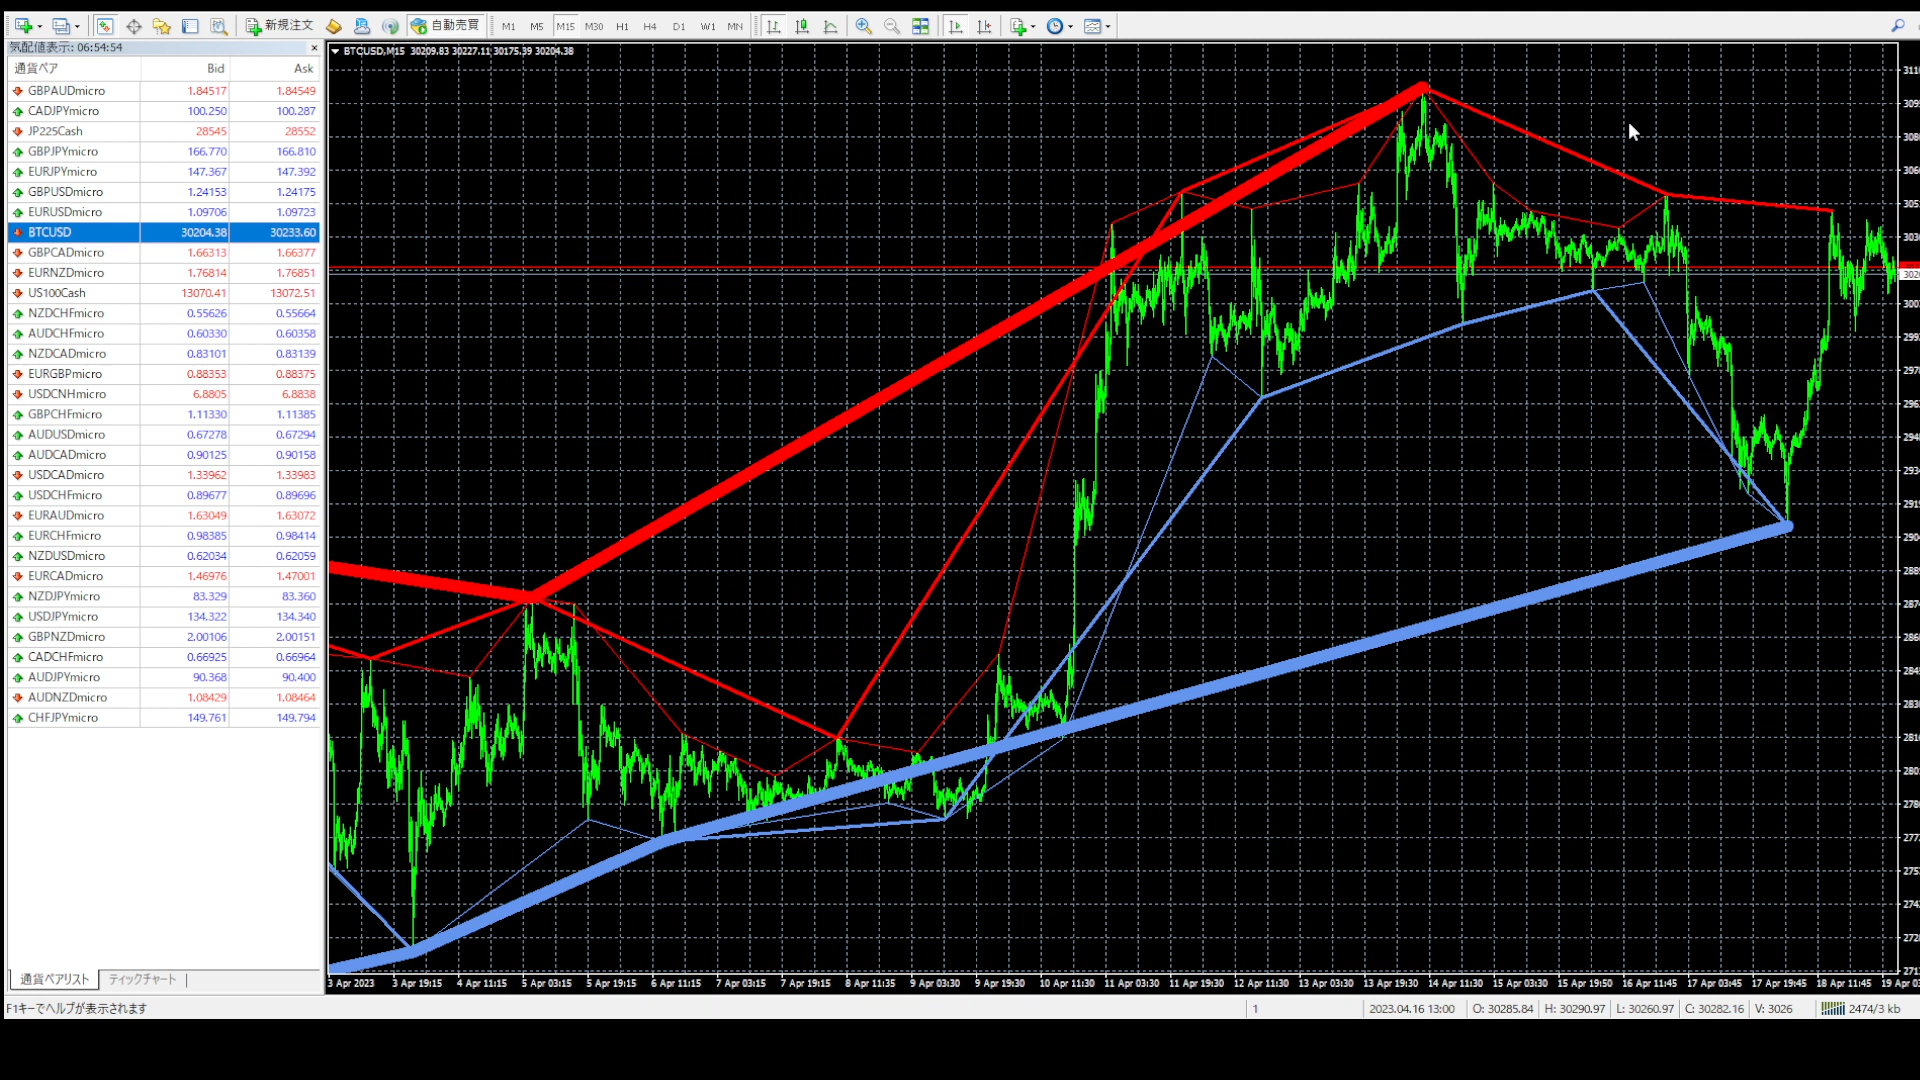 新規注文 自動売買 M1 M5 M15 M30 H1 H4 D1 W1 MN
気配値表示: 06:54:54
BTCUSD,M15 30209.83 30227.11 30175.39 30204.38
通貨ペア Bid Ask
GBPAUDmicro 1.84517 1.84549
CADJPYmicro 100.250 100.287
JP225Cash 28545 28552
GBPJPYmicro 166.770 166.810
EURJPYmicro 147.367 147.392
GBPUSDmicro 1.24153 1.24175
EURUSDmicro 1.09706 1.09723
BTCUSD 30204.38 30233.60
GBPCADmicro 1.66313 1.66377
EURNZDmicro 1.76814 1.76851
US100Cash 13070.41 13072.51
NZDCHFmicro 0.55626 0.55664
AUDCHFmicro 0.60330 0.60358
NZDCADmicro 0.83101 0.83139
EURGBPmicro 0.88353 0.88375
USDCNHmicro 6.8805 6.8838
GBPCHFmicro 1.11330 1.11385
AUDUSDmicro 0.67278 0.67294
AUDCADmicro 0.90125 0.90158
USDCADmicro 1.33962 1.33983
USDCHFmicro 0.89677 0.89696
EURAUDmicro 1.63049 1.63072
EURCHFmicro 0.98385 0.98414
NZDUSDmicro 0.62034 0.62059
EURCADmicro 1.46976 1.47001
NZDJPYmicro 83.329 83.360
USDJPYmicro 134.322 134.340
GBPNZDmicro 2.00106 2.00151
CADCHFmicro 0.66925 0.66964
AUDJPYmicro 90.368 90.400
AUDNZDmicro 1.08429 1.08464
CHFJPYmicro 149.761 149.794
通貨ペアリスト ティックチャート
3 Apr 2023 3 Apr 19:15 4 Apr 11:15 5 Apr 03:15 5 Apr 19:15 6 Apr 11:15 7 Apr 03:15 7 Apr 19:15 8 Apr 11:35 9 Apr 03:30 9 Apr 19:30 10 Apr 11:30 11 Apr 03:30 11 Apr 19:30 12 Apr 11:30 13 Apr 03:30 13 Apr 19:30 14 Apr 11:30 15 Apr 03:30 15 Apr 19:50 16 Apr 11:45 17 Apr 03:45 17 Apr 19:45 18 Apr 11:45 19 Apr 03
F1キーでヘルプが表示されます 1 2023.04.16 13:00 O: 30285.84 H: 30290.97 L: 30260.97 C: 30282.16 V: 3026 2474/3 kb